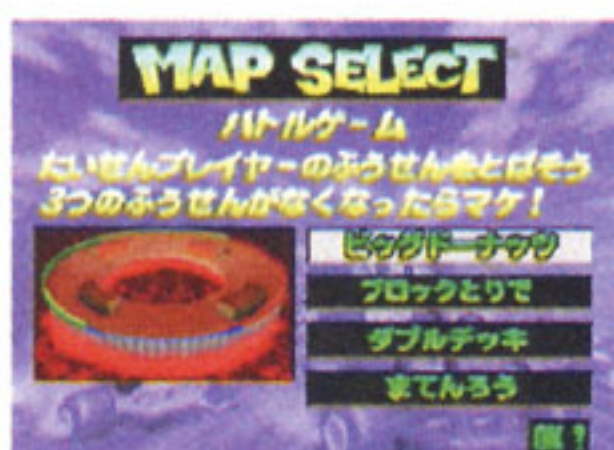 MAP SELECT
バトルゲーム
たいせんプレイヤーのふうせんをとばそう
3つのふうせんがなくなったらマケ!
ビッグドーナッツ
ブロックとりで
ダブルデッキ
まてんろう
OK?